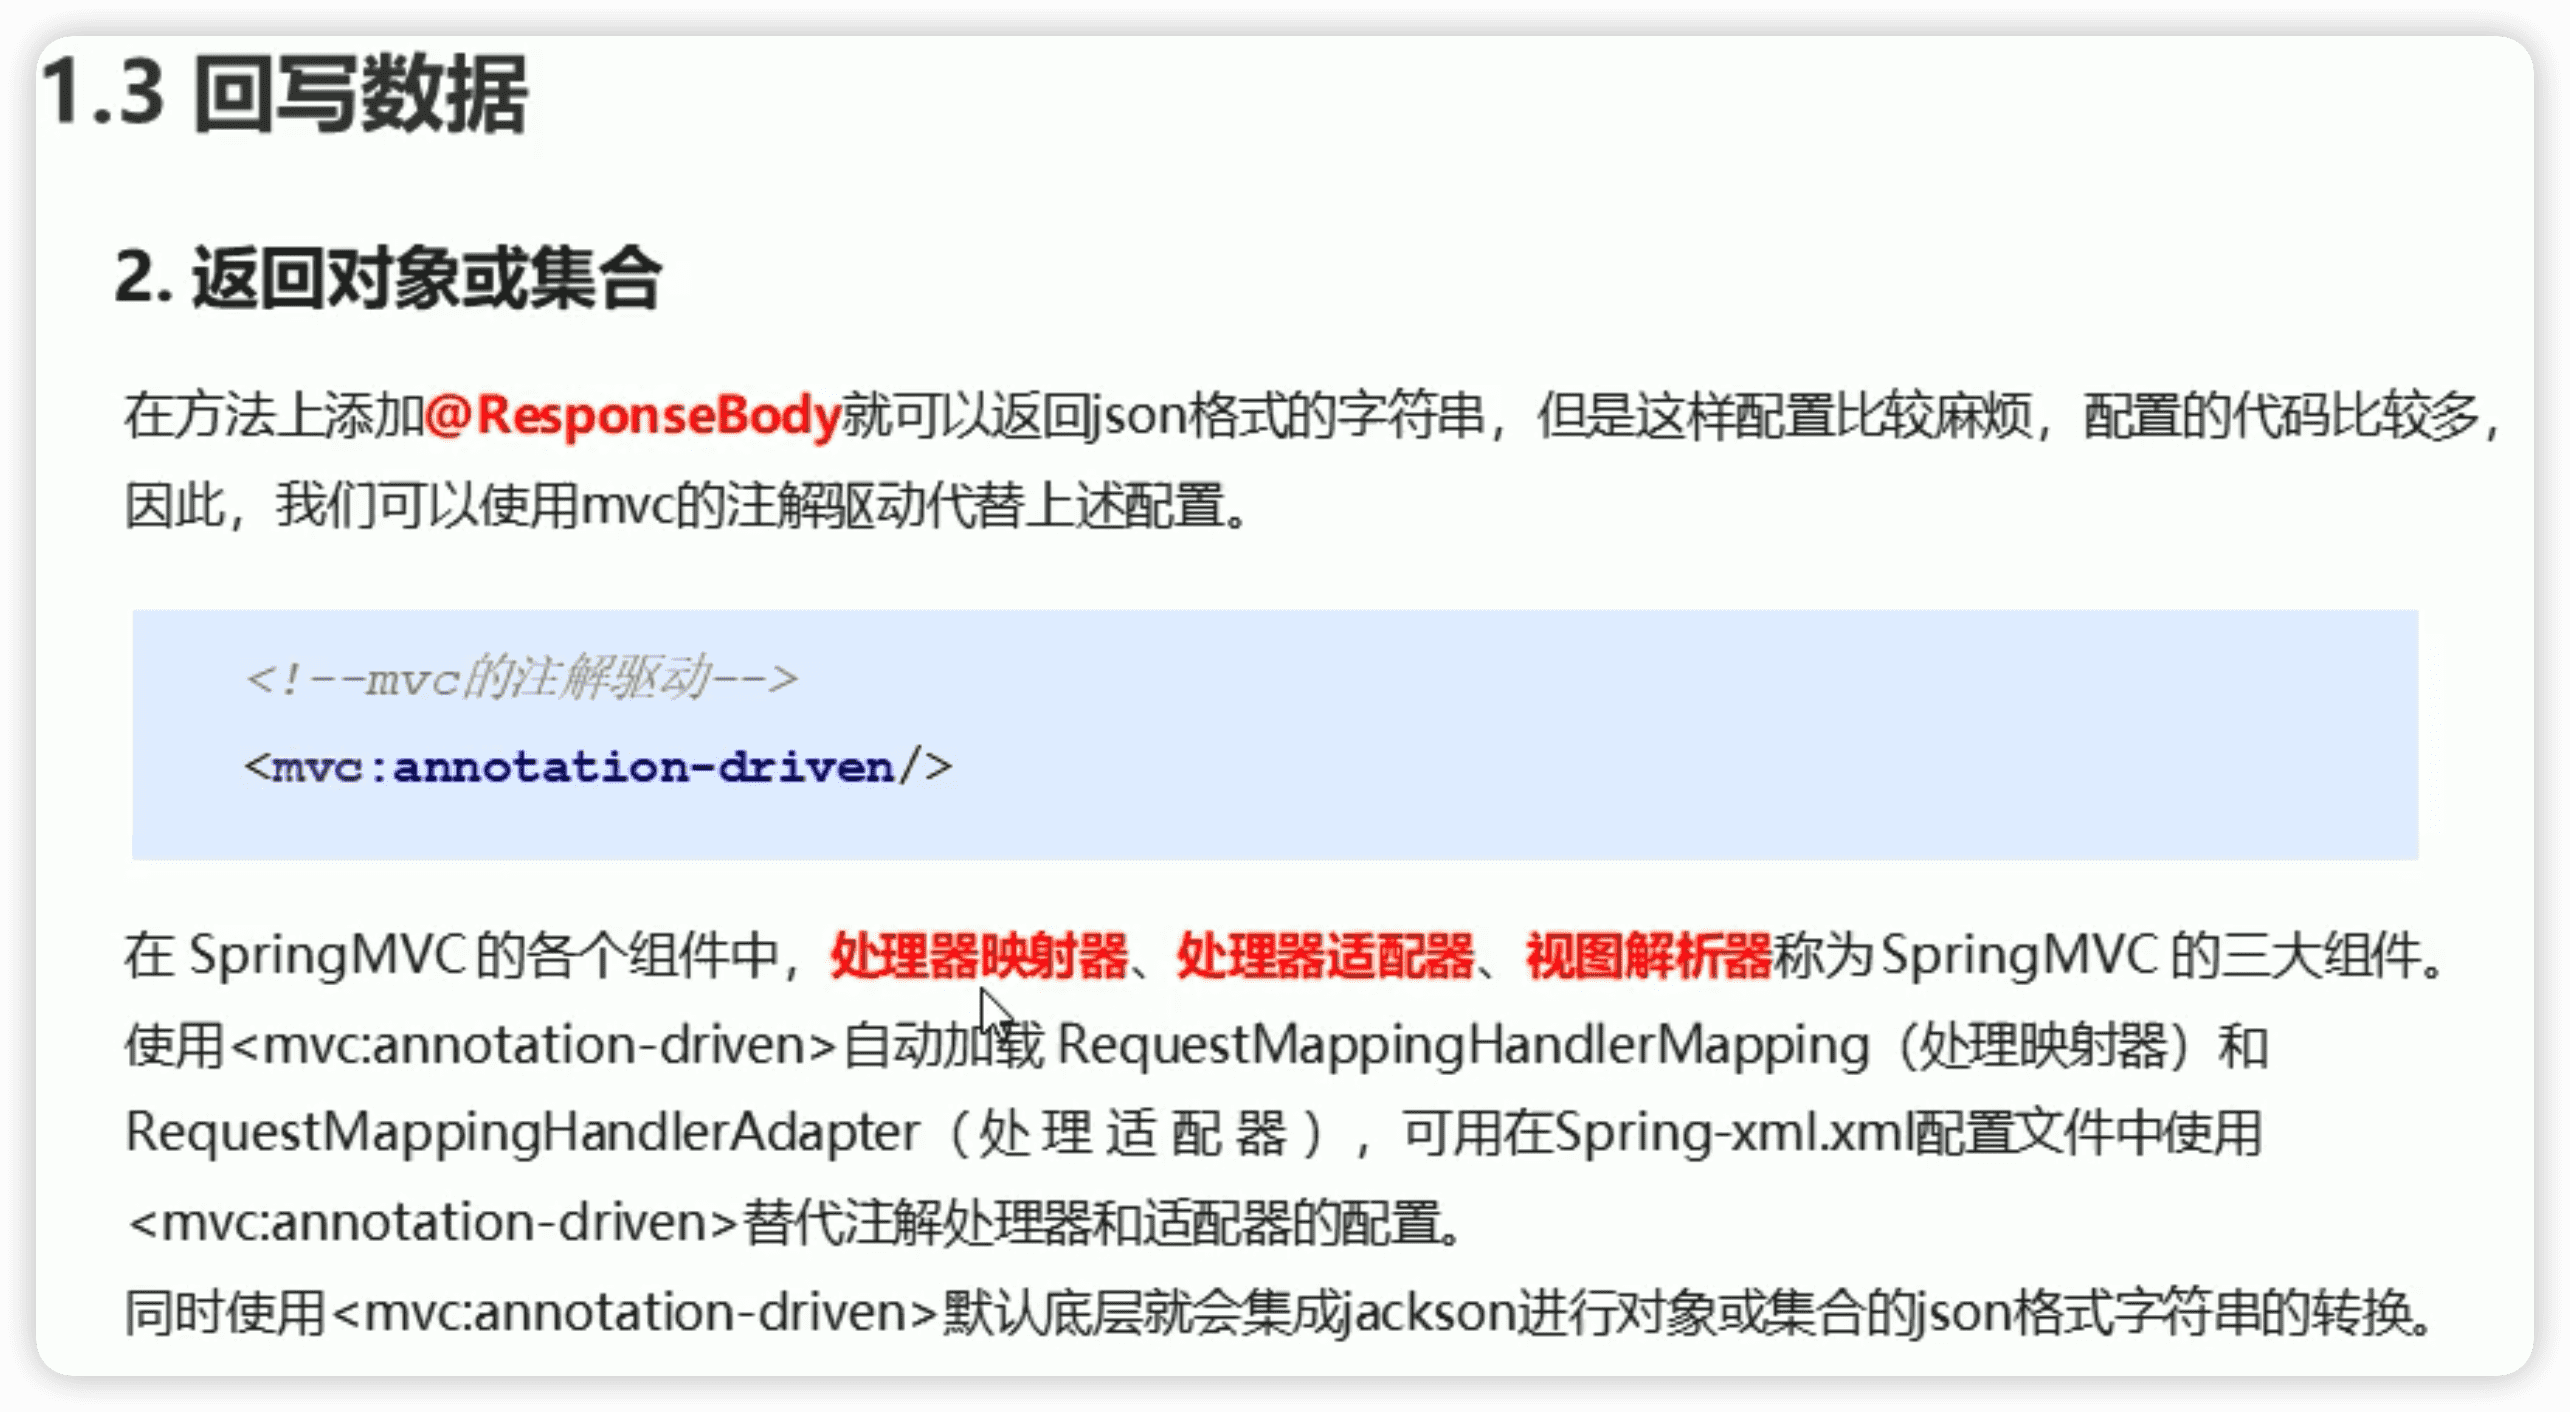 1.3 回写数据
2. 返回对象或集合
在方法上添加@ResponseBody就可以返回json格式的字符串，但是这样配置比较麻烦，配置的代码比较多，
因此，我们可以使用mvc的注解驱动代替上述配置。
<!--mvc的注解驱动-->
<mvc:annotation-driven/>
在 SpringMVC 的各个组件中，处理器映射器、处理器适配器、视图解析器称为 SpringMVC 的三大组件。
使用<mvc:annotation-driven>自动加载 RequestMappingHandlerMapping（处理映射器）和
RequestMappingHandlerAdapter（处 理 适 配 器），可用在Spring-xml.xml配置文件中使用
<mvc:annotation-driven>替代注解处理器和适配器的配置。
同时使用<mvc:annotation-driven>默认底层就会集成jackson进行对象或集合的json格式字符串的转换。